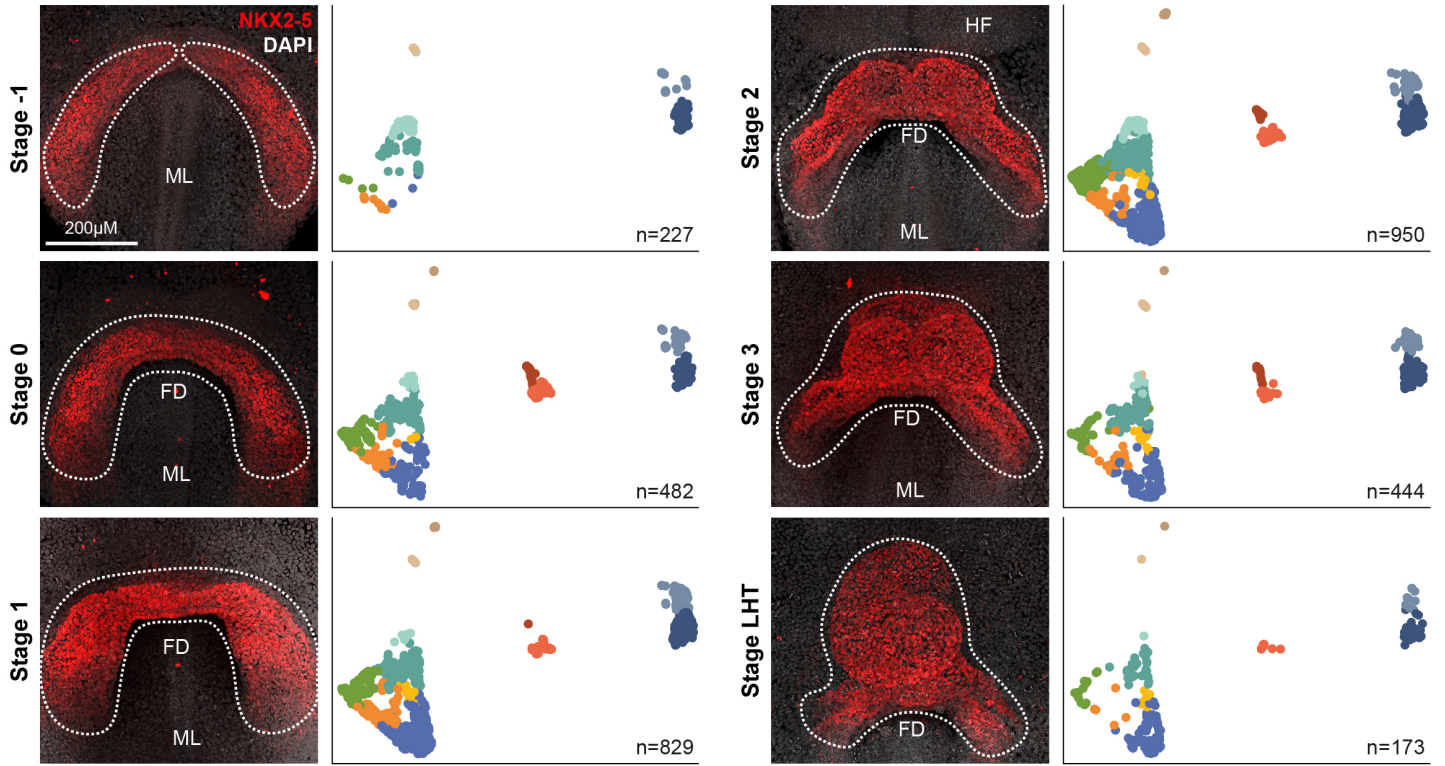 Stage -1
NKX2-5
DAPI
ML
200µM
n=227
Stage 0
FD
ML
n=482
Stage 1
FD
ML
n=829
Stage 2
HF
FD
ML
n=950
Stage 3
FD
ML
n=444
Stage LHT
FD
n=173